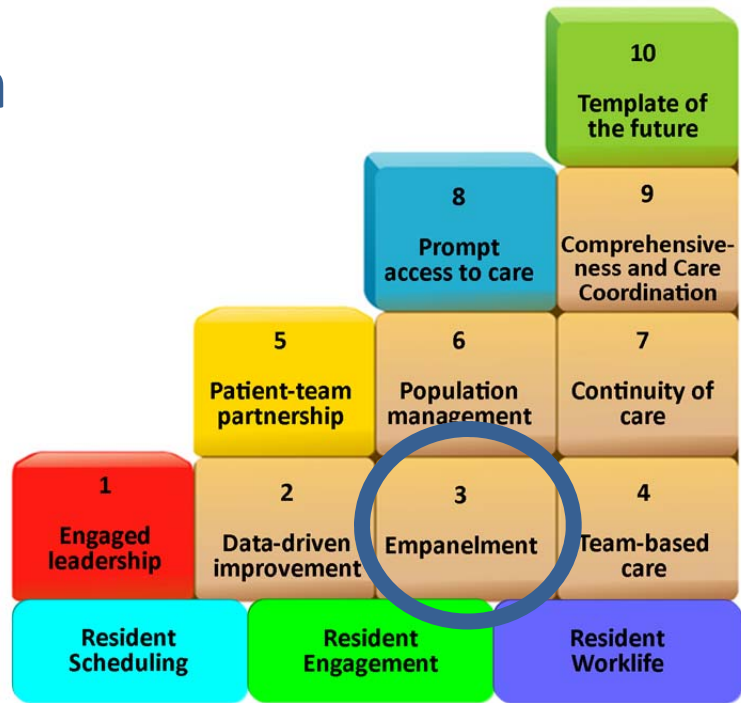 10
Template of
the future
8
Prompt
access to care
9
Comprehensive-
ness and Care
Coordination
5
Patient-team
partnership
6
Population
management
7
Continuity of
care
1
Engaged
leadership
2
Data-driven
improvement
3
Empanelment
4
Team-based
care
Resident
Scheduling
Resident
Engagement
Resident
Worklife